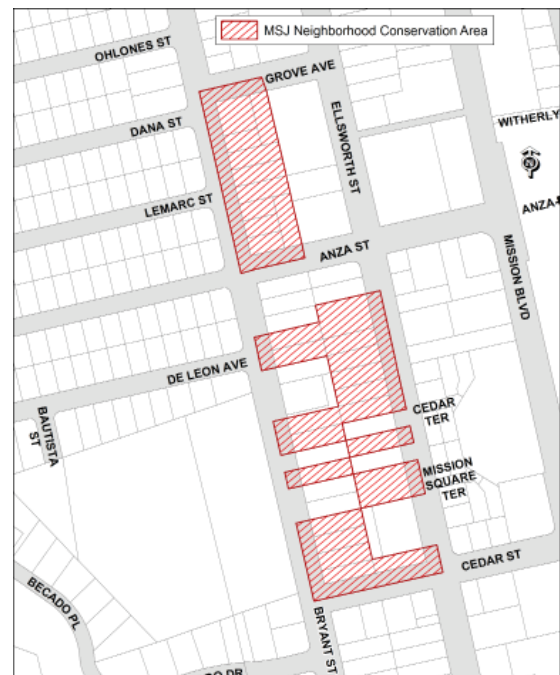 MSJ Neighborhood Conservation Area
OHLONES ST
GROVE AVE
DANA ST
ELLSWORTH ST
WITHERLY
LEMARC ST
ANZA
ANZA ST
MISSION BLVD
DE LEON AVE
BAUTISTA
ST
CEDAR
TER
MISSION
SQUARE
TER
CEDAR ST
BECADO PL
BRYANT ST
DR